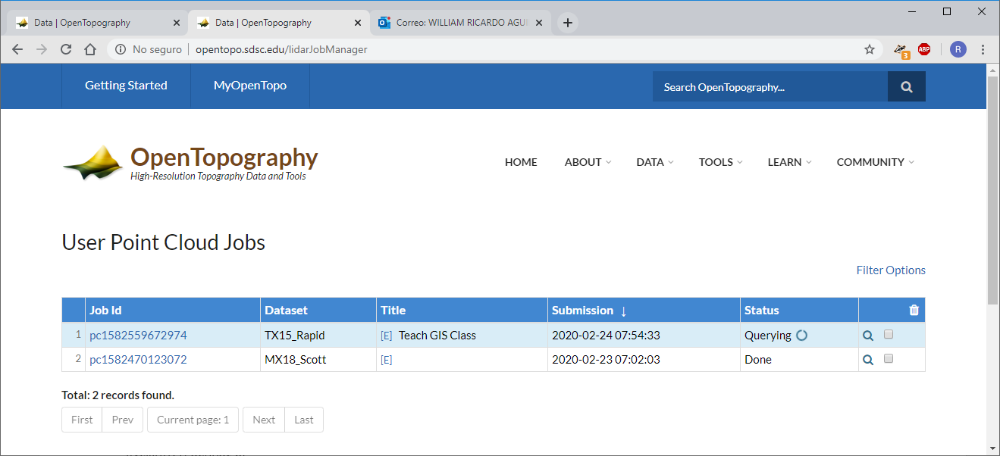 Data | OpenTopography
Data | OpenTopography
Correo: WILLIAM RICARDO AGU
No seguro
opentopo.sdsc.edu/lidarJobManager
3
ABP
R
Getting Started
MyOpenTopo
Search OpenTopography...
OpenTopography
High-Resolution Topography Data and Tools
HOME ABOUT DATA TOOLS LEARN COMMUNITY
User Point Cloud Jobs
Filter Options
Job Id Dataset Title Submission ↓ Status
1 pc1582559672974 TX15_Rapid [E] Teach GIS Class 2020-02-24 07:54:33 Querying
2 pc1582470123072 MX18_Scott [E] 2020-02-23 07:02:03 Done
Total: 2 records found.
First Prev Current page: 1 Next Last